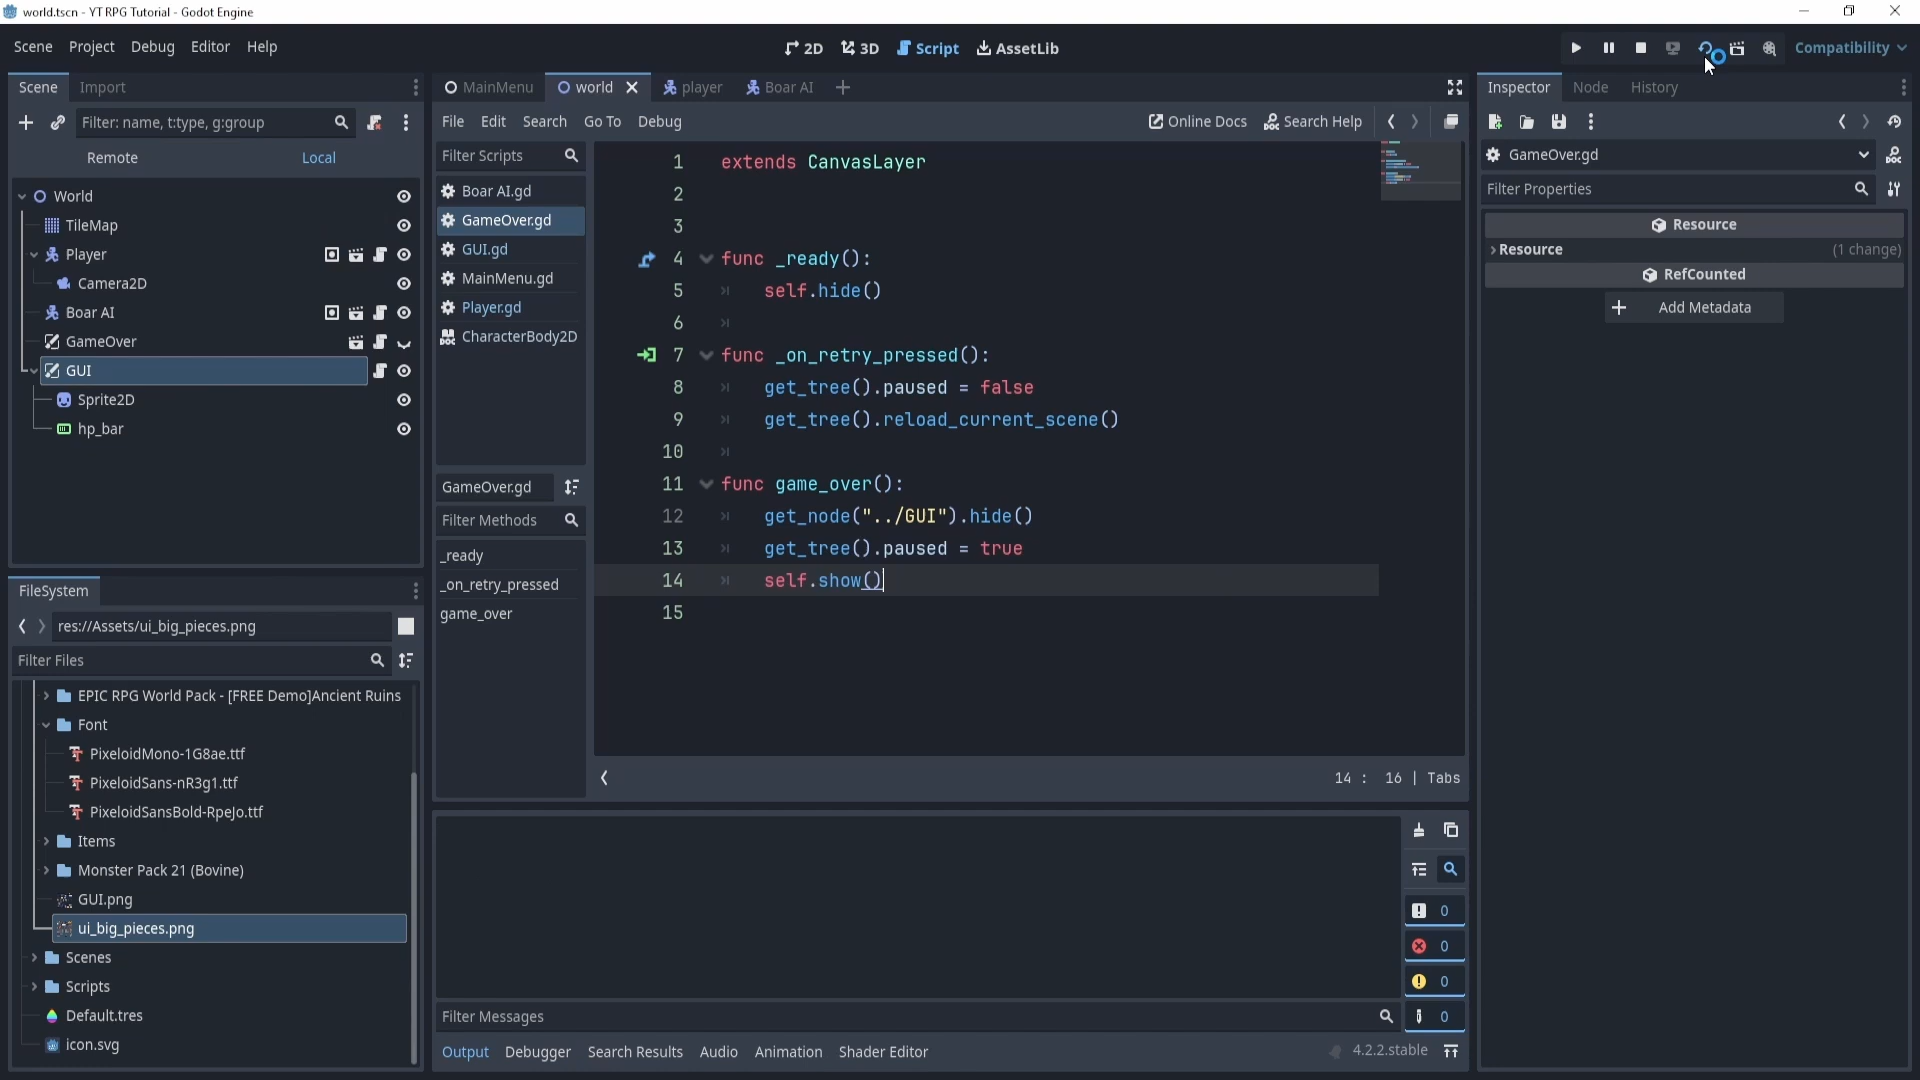 world.tscn - YT RPG Tutorial - Godot Engine
Scene Project Debug Editor Help
2D 3D Script AssetLib
Compatibility
Scene Import
Filter: name, t:type, g:group
Remote Local
World
TileMap
Player
Camera2D
Boar AI
GameOver
GUI
Sprite2D
hp_bar
FileSystem
res://Assets/ui_big_pieces.png
Filter Files
EPIC RPG World Pack - [FREE Demo]Ancient Ruins
Font
PixeloidMono-1G8ae.ttf
PixeloidSans-nR3g1.ttf
PixeloidSansBold-RpeJo.ttf
Items
Monster Pack 21 (Bovine)
GUI.png
ui_big_pieces.png
Scenes
Scripts
Default.tres
icon.svg
MainMenu world player Boar AI
File Edit Search Go To Debug
Online Docs Search Help
Filter Scripts
Boar AI.gd
GameOver.gd
GUI.gd
MainMenu.gd
Player.gd
CharacterBody2D
GameOver.gd
Filter Methods
_ready
_on_retry_pressed
game_over
1 extends CanvasLayer
2
3
4 func _ready():
5 self.hide()
6
7 func _on_retry_pressed():
8 get_tree().paused = false
9 get_tree().reload_current_scene()
10
11 func game_over():
12 get_node("../GUI").hide()
13 get_tree().paused = true
14 self.show()
15
14 : 16 | Tabs
0
0
0
0
Filter Messages
Output Debugger Search Results Audio Animation Shader Editor
4.2.2.stable
Inspector Node History
GameOver.gd
Filter Properties
Resource
Resource (1 change)
RefCounted
Add Metadata